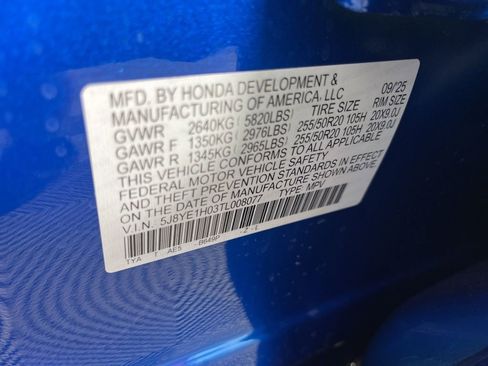 MFD. BY HONDA DEVELOPMENT & 09/25
MANUFACTURING OF AMERICA, LLC
GVWR 2640KG (5820LBS) TIRE SIZE RIM SIZE
GAWR F 1350KG (2976LBS) 255/50R20 105H 20X9.0J
GAWR R 1345KG (2965LBS) 255/50R20 105H 20X9.0J
THIS VEHICLE CONFORMS TO ALL APPLICABLE
FEDERAL MOTOR VEHICLE SAFETY AND
THEFT PREVENTION STANDARDS IN EFFECT
ON THE DATE OF MANUFACTURE SHOWN ABOVE.
V.I.N. 5J8YE1H03TL008077 TYPE MPV
TYA T AE5 B649P -Z-E